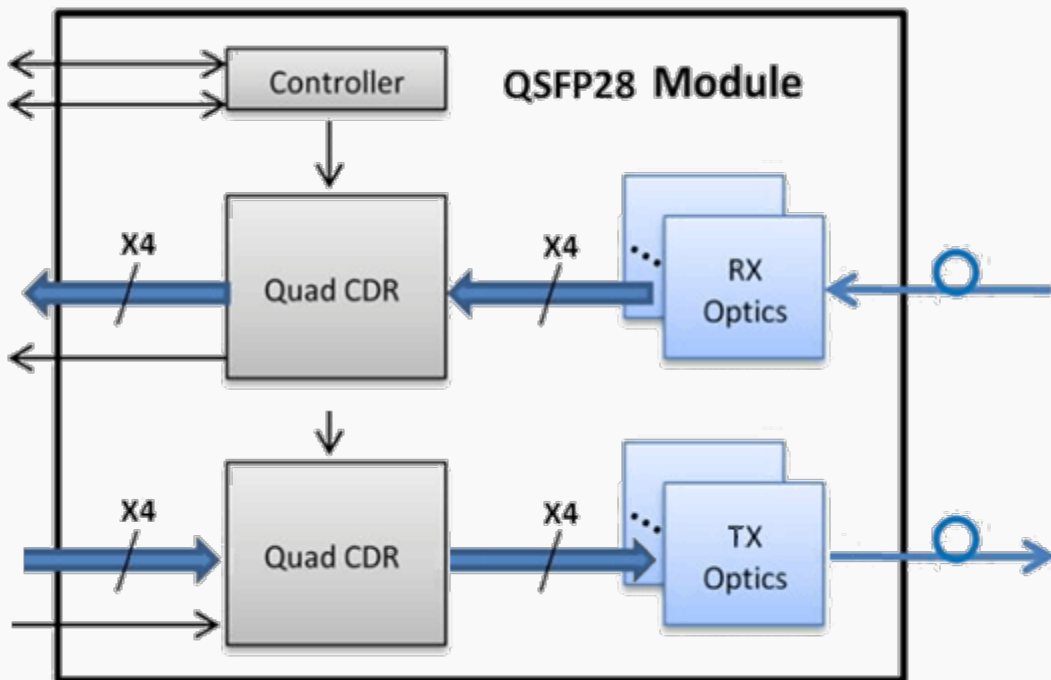 Controller
QSFP28 Module
X4
Quad CDR
X4
RX
Optics
X4
Quad CDR
X4
TX
Optics